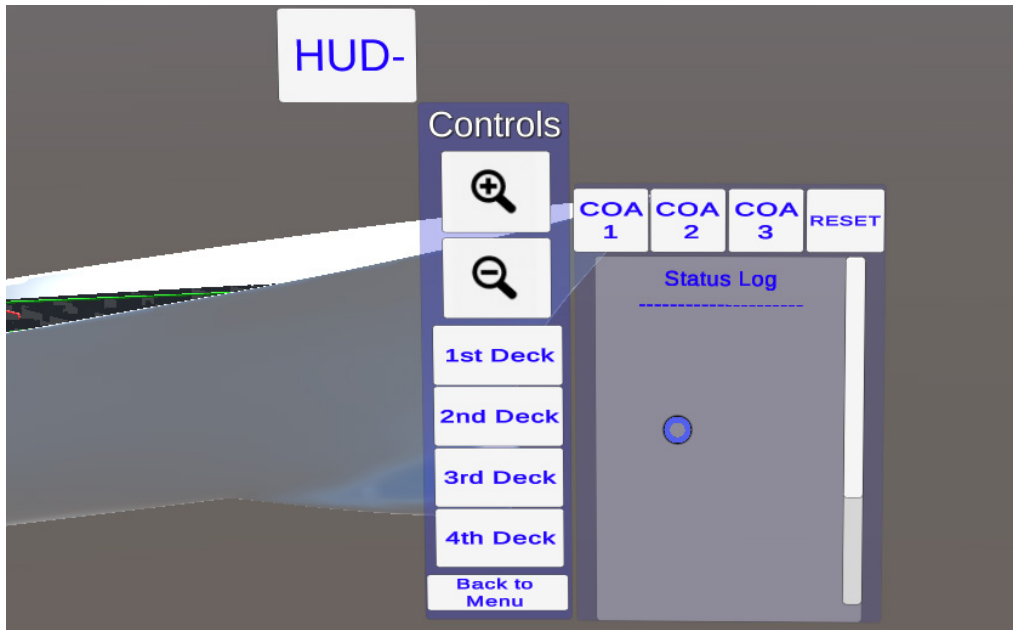 HUD-
Controls
1st Deck
2nd Deck
3rd Deck
4th Deck
Back to
Menu
COA
1
COA
2
COA
3
RESET
Status Log
--------------------